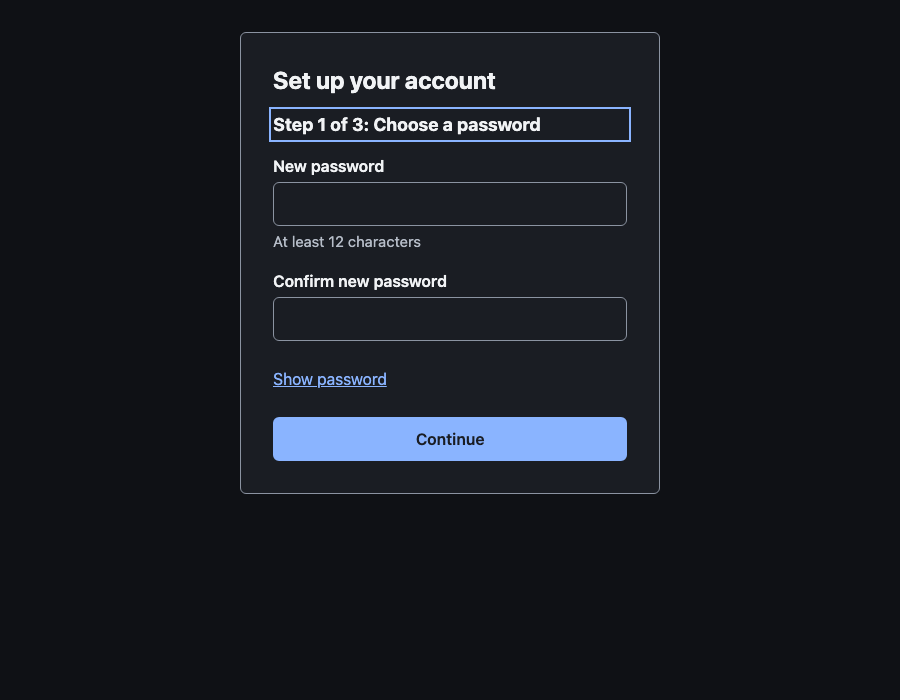 Set up your account
Step 1 of 3: Choose a password
New password
At least 12 characters
Confirm new password
Show password
Continue